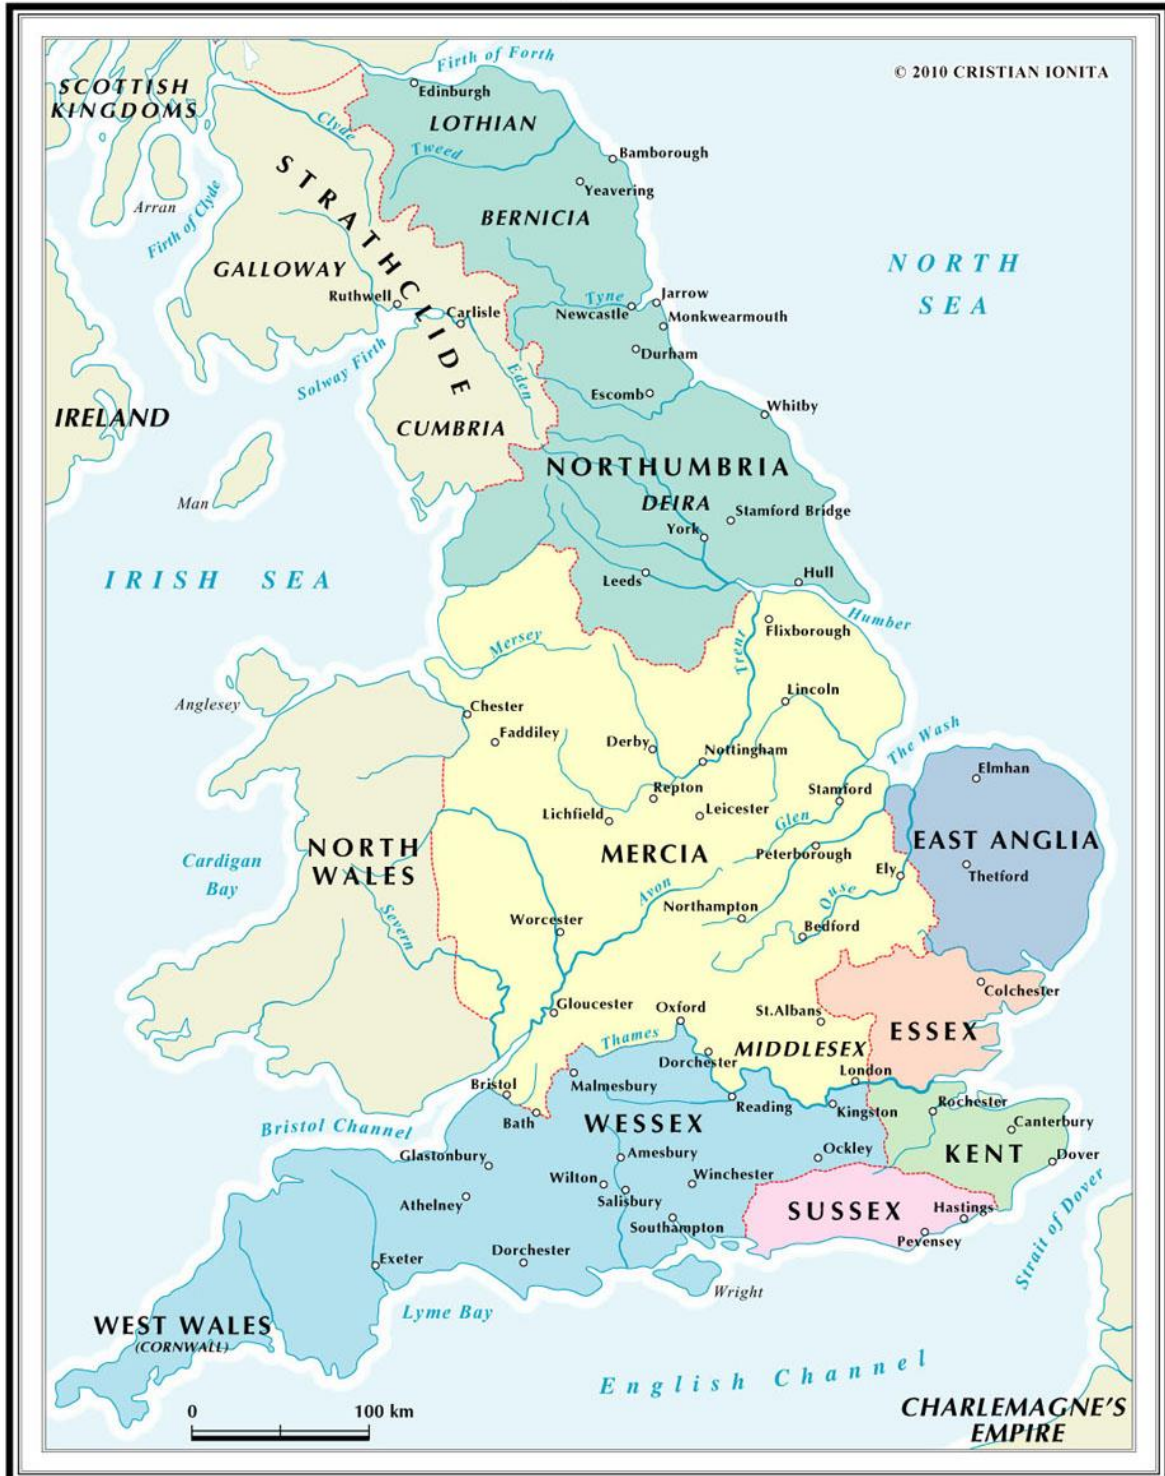 © 2010 CRISTIAN IONITA
SCOTTISH
KINGDOMS
Firth of Forth
Edinburgh
LOTHIAN
Clyde
Tweed
Bamborough
Yeavering
STRATHCLIDE
Arran
Firth of Clyde
BERNICIA
GALLOWAY
NORTH
SEA
Ruthwell
Carlisle
Tyne
Jarrow
Newcastle
Monkwearmouth
Durham
Solway Firth
Eden
Escomb
Whitby
IRELAND
CUMBRIA
NORTHUMBRIA
DEIRA
Man
Stamford Bridge
York
IRISH SEA
Leeds
Hull
Humber
Flixborough
Mersey
Trent
Lincoln
Anglesey
Chester
Faddiley
Derby
Nottingham
The Wash
Elmhan
Repton
Stamford
Lichfield
Leicester
Glen
NORTH
WALES
MERCIA
Peterborough
EAST ANGLIA
Cardigan
Bay
Ely
Thetford
Avon
Ouse
Severn
Worcester
Northampton
Bedford
Colchester
Gloucester
Oxford
St.Albans
ESSEX
Thames
Dorchester
MIDDLESEX
London
Bristol
Malmesbury
Reading
Kingston
Rochester
Bath
WESSEX
Canterbury
Bristol Channel
Glastonbury
Amesbury
Ockley
KENT
Dover
Wilton
Winchester
Athelney
Salisbury
SUSSEX
Hastings
Southampton
Pevensey
Strait of Dover
Exeter
Dorchester
Wright
Lyme Bay
WEST WALES
(CORNWALL)
English Channel
0 100 km
CHARLEMAGNE'S
EMPIRE